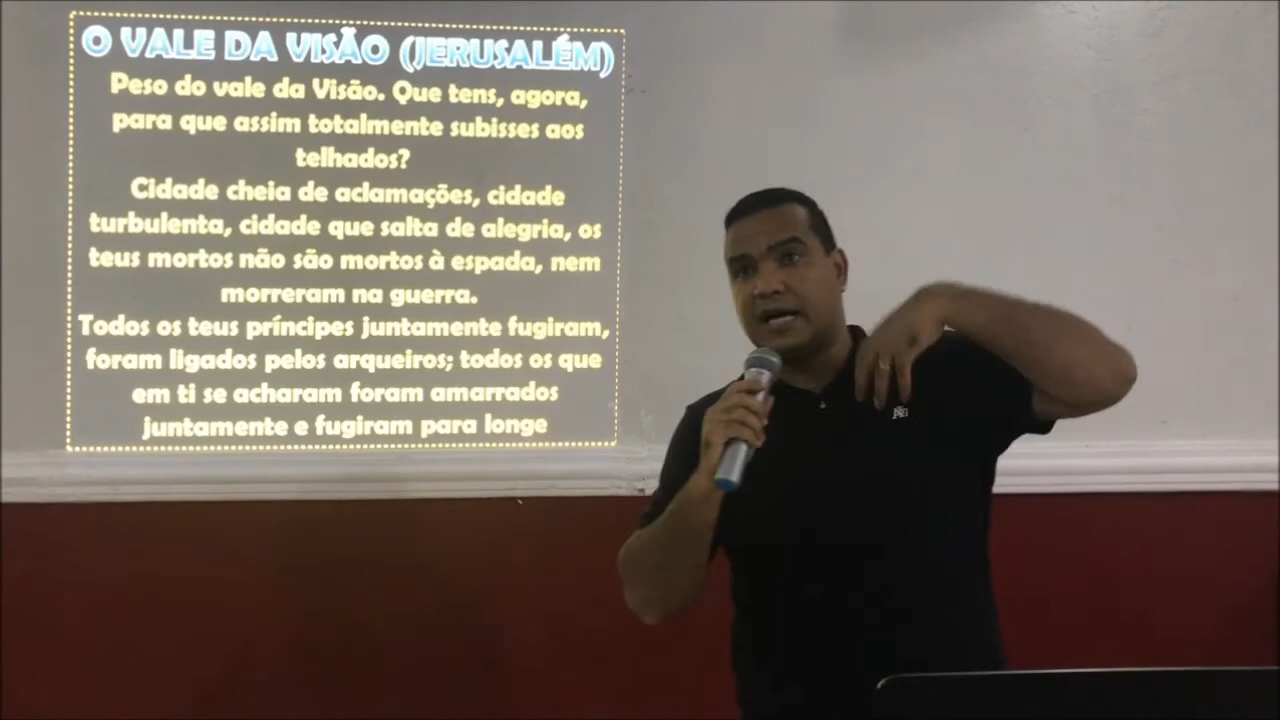 O VALE DA VISÃO (JERUSALÉM)
Peso do vale da Visão. Que tens, agora,
para que assim totalmente subisses aos
telhados?
Cidade cheia de aclamações, cidade
turbulenta, cidade que salta de alegria, os
teus mortos não são mortos à espada, nem
morreram na guerra.
Todos os teus príncipes juntamente fugiram,
foram ligados pelos arqueiros; todos os que
em ti se acharam foram amarrados
juntamente e fugiram para longe